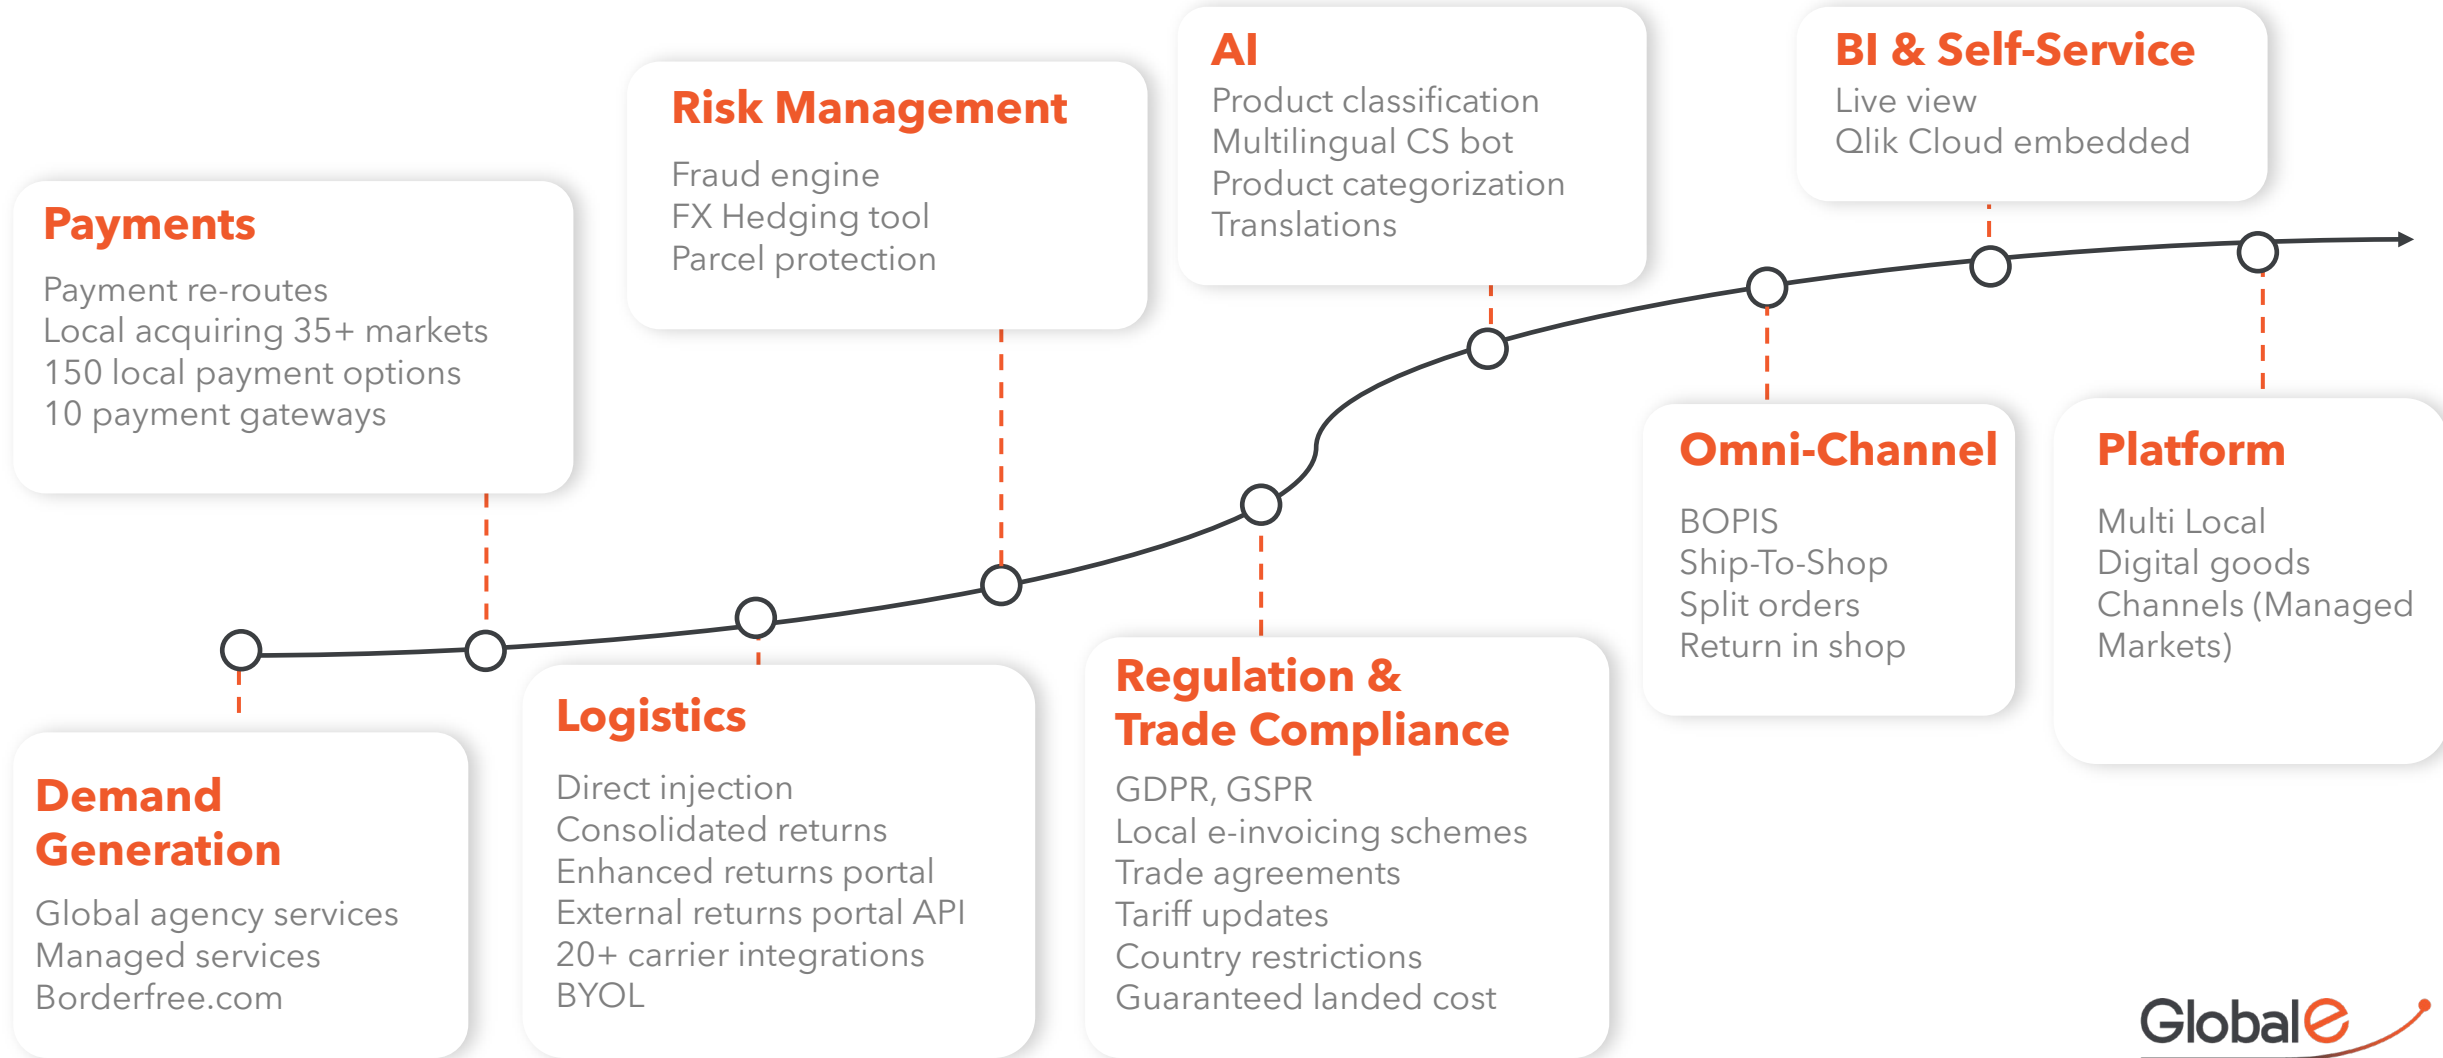 Payments
Payment re-routes
Local acquiring 35+ markets
150 local payment options
10 payment gateways
Risk Management
Fraud engine
FX Hedging tool
Parcel protection
AI
Product classification
Multilingual CS bot
Product categorization
Translations
BI & Self-Service
Live view
Qlik Cloud embedded
Demand
Generation
Global agency services
Managed services
Borderfree.com
Logistics
Direct injection
Consolidated returns
Enhanced returns portal
External returns portal API
20+ carrier integrations
BYOL
Regulation &
Trade Compliance
GDPR, GSPR
Local e-invoicing schemes
Trade agreements
Tariff updates
Country restrictions
Guaranteed landed cost
Omni-Channel
BOPIS
Ship-To-Shop
Split orders
Return in shop
Platform
Multi Local
Digital goods
Channels (Managed
Markets)
Globale